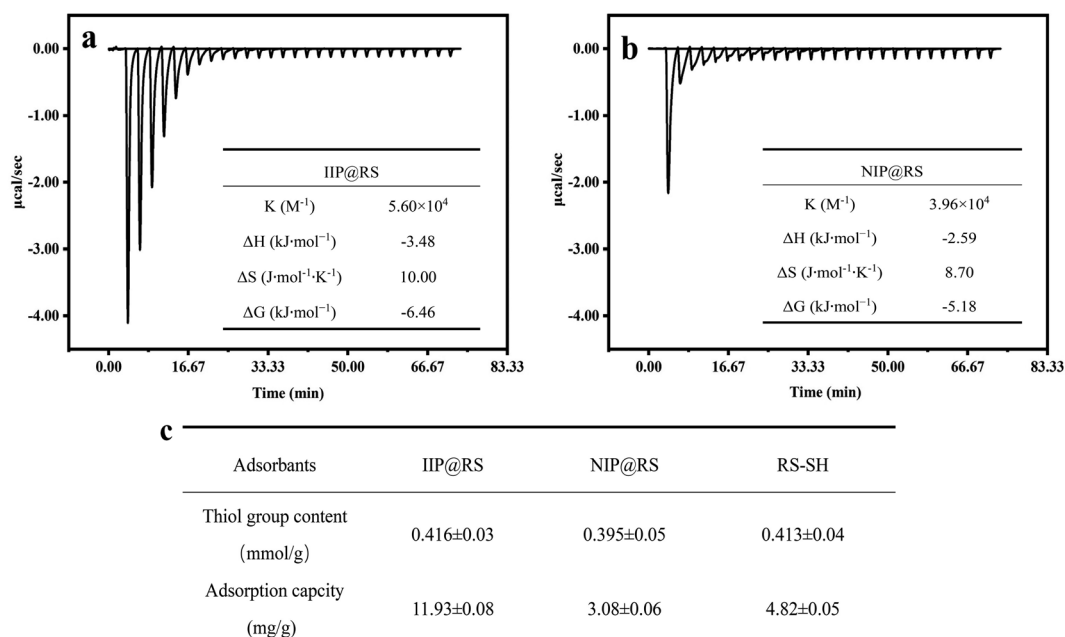 a
0.00
-1.00
-2.00
-3.00
-4.00
μcal/sec
IIP@RS
K (M⁻¹) 5.60×10⁴
ΔH (kJ·mol⁻¹) -3.48
ΔS (J·mol⁻¹·K⁻¹) 10.00
ΔG (kJ·mol⁻¹) -6.46
0.00 16.67 33.33 50.00 66.67 83.33
Time (min)
b
0.00
-1.00
-2.00
-3.00
-4.00
μcal/sec
NIP@RS
K (M⁻¹) 3.96×10⁴
ΔH (kJ·mol⁻¹) -2.59
ΔS (J·mol⁻¹·K⁻¹) 8.70
ΔG (kJ·mol⁻¹) -5.18
0.00 16.67 33.33 50.00 66.67 83.33
Time (min)
c
Adsorbants IIP@RS NIP@RS RS-SH
Thiol group content
(mmol/g)
0.416±0.03 0.395±0.05 0.413±0.04
Adsorption capcity
(mg/g)
11.93±0.08 3.08±0.06 4.82±0.05